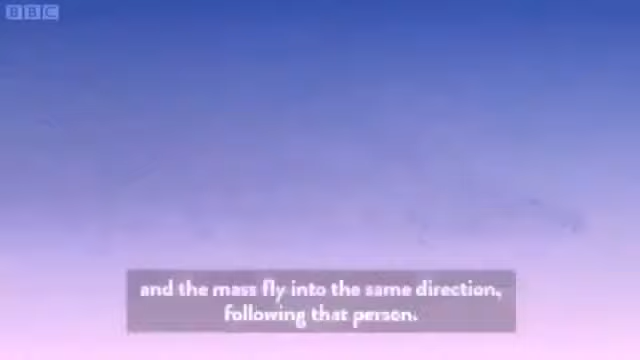 BBC
and the mass fly into the same direction,
following that person.